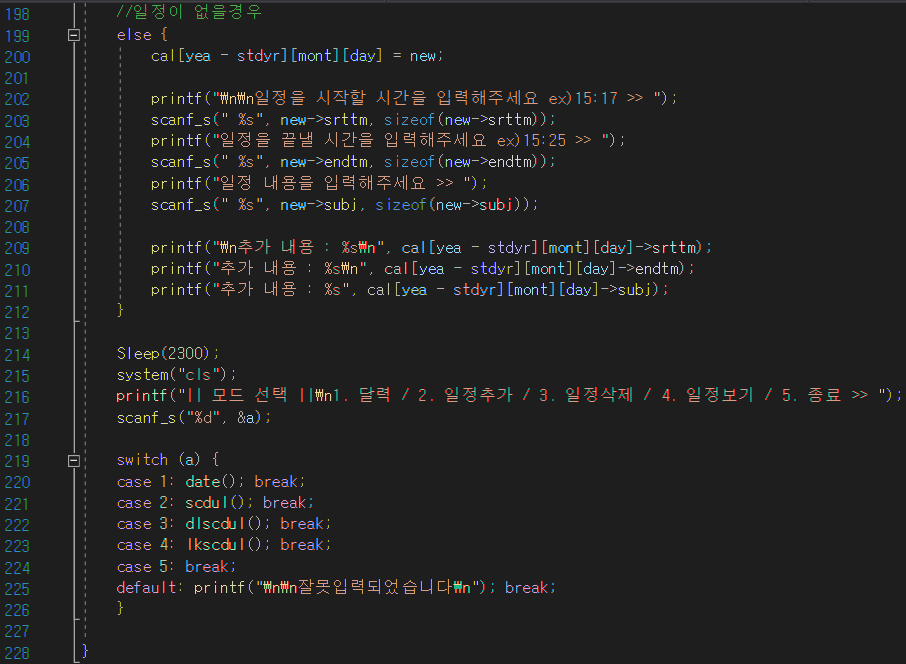 198 //일정이 없을경우
199 else {
200 cal[yea - stdyr][mont][day] = new;
201
202 printf("₩n₩n일정을 시작할 시간을 입력해주세요 ex)15:17 >> ");
203 scanf_s(" %s", new->srttm, sizeof(new->srttm));
204 printf("일정을 끝낼 시간을 입력해주세요 ex)15:25 >> ");
205 scanf_s(" %s", new->endtm, sizeof(new->endtm));
206 printf("일정 내용을 입력해주세요 >> ");
207 scanf_s(" %s", new->subj, sizeof(new->subj));
208
209 printf("₩n추가 내용 : %s₩n", cal[yea - stdyr][mont][day]->srttm);
210 printf("추가 내용 : %s₩n", cal[yea - stdyr][mont][day]->endtm);
211 printf("추가 내용 : %s", cal[yea - stdyr][mont][day]->subj);
212 }
213
214 Sleep(2300);
215 system("cls");
216 printf("|| 모드 선택 ||₩n1. 달력 / 2. 일정추가 / 3. 일정삭제 / 4. 일정보기 / 5. 종료 >> ");
217 scanf_s("%d", &a);
218
219 switch (a) {
220 case 1: date(); break;
221 case 2: scdul(); break;
222 case 3: dlscdul(); break;
223 case 4: lkscdul(); break;
224 case 5: break;
225 default: printf("₩n₩n잘못입력되었습니다₩n"); break;
226 }
227
228 }